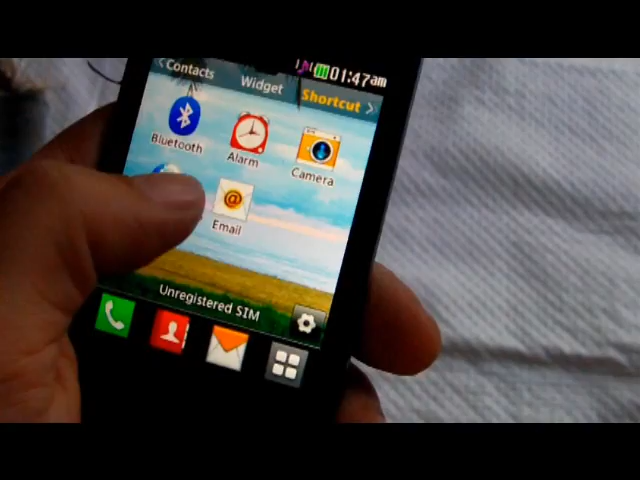 01:47am
Contacts
Widget
Shortcut
Bluetooth
Alarm
Camera
Email
Unregistered SIM